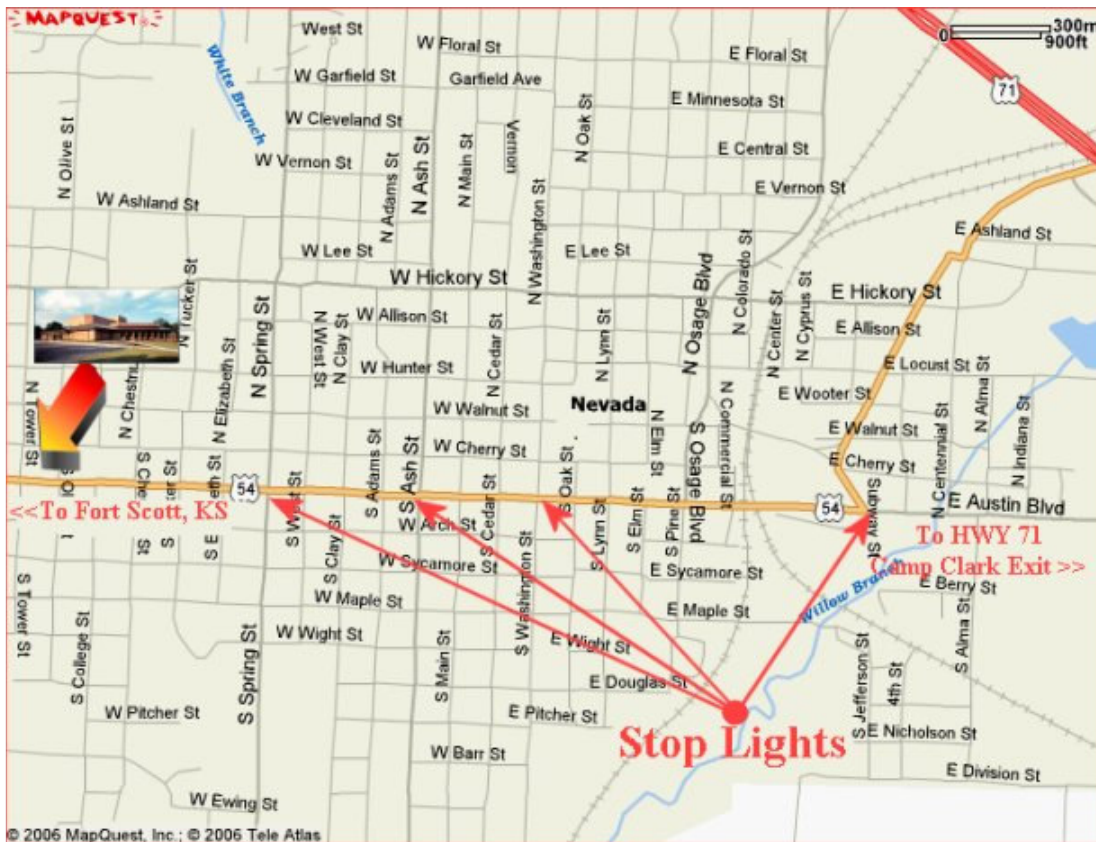 MAPQUEST
300m
0
900ft
West St
W Floral St
E Floral St
White Branch
W Garfield St
Garfield Ave
71
E Minnesota St
N Olive St
W Cleveland St
Vernon
N Oak St
E Central St
W Vernon St
N Adams St
N Ash St
N Main St
E Vernon St
W Ashland St
N Washington St
E Ashland St
W Lee St
E Lee St
N Tucker St
W Hickory St
N Osage Blvd
N Colorado St
E Hickory St
N Spring St
N West St
N Clay St
W Allison St
N Cedar St
N Lynn St
N Center St
N Cyprus St
E Allison St
N Elizabeth St
W Hunter St
E Locust St
N Alma St
N Tower St
N Chestnu
W Walnut St
Nevada
N Elm St
N Commercial St
E Wooter St
E Walnut St
N Centennial St
N Indiana St
W Cherry St
E Cherry St
S Che
St
S Adams St
S Ash St
S Oak St
S Osage Blvd
54
54
Subway St
E Austin Blvd
<<To Fort Scott, KS
S West St
S Clay St
W Arch St
S Cedar St
S Lynn St
S Elm St
S Pine St
To HWY 71
Camp Clark Exit >>
W Sycamore St
E Sycamore St
Willow Branch
E Berry St
S Tower St
S College St
W Maple St
S Washington St
E Maple St
W Wight St
E Wight St
S Alma St
S Spring St
S Main St
E Douglas St
S Jefferson St
4th St
W Pitcher St
E Pitcher St
Stop Lights
E Nicholson St
W Barr St
E Division St
W Ewing St
© 2006 MapQuest, Inc.; © 2006 Tele Atlas